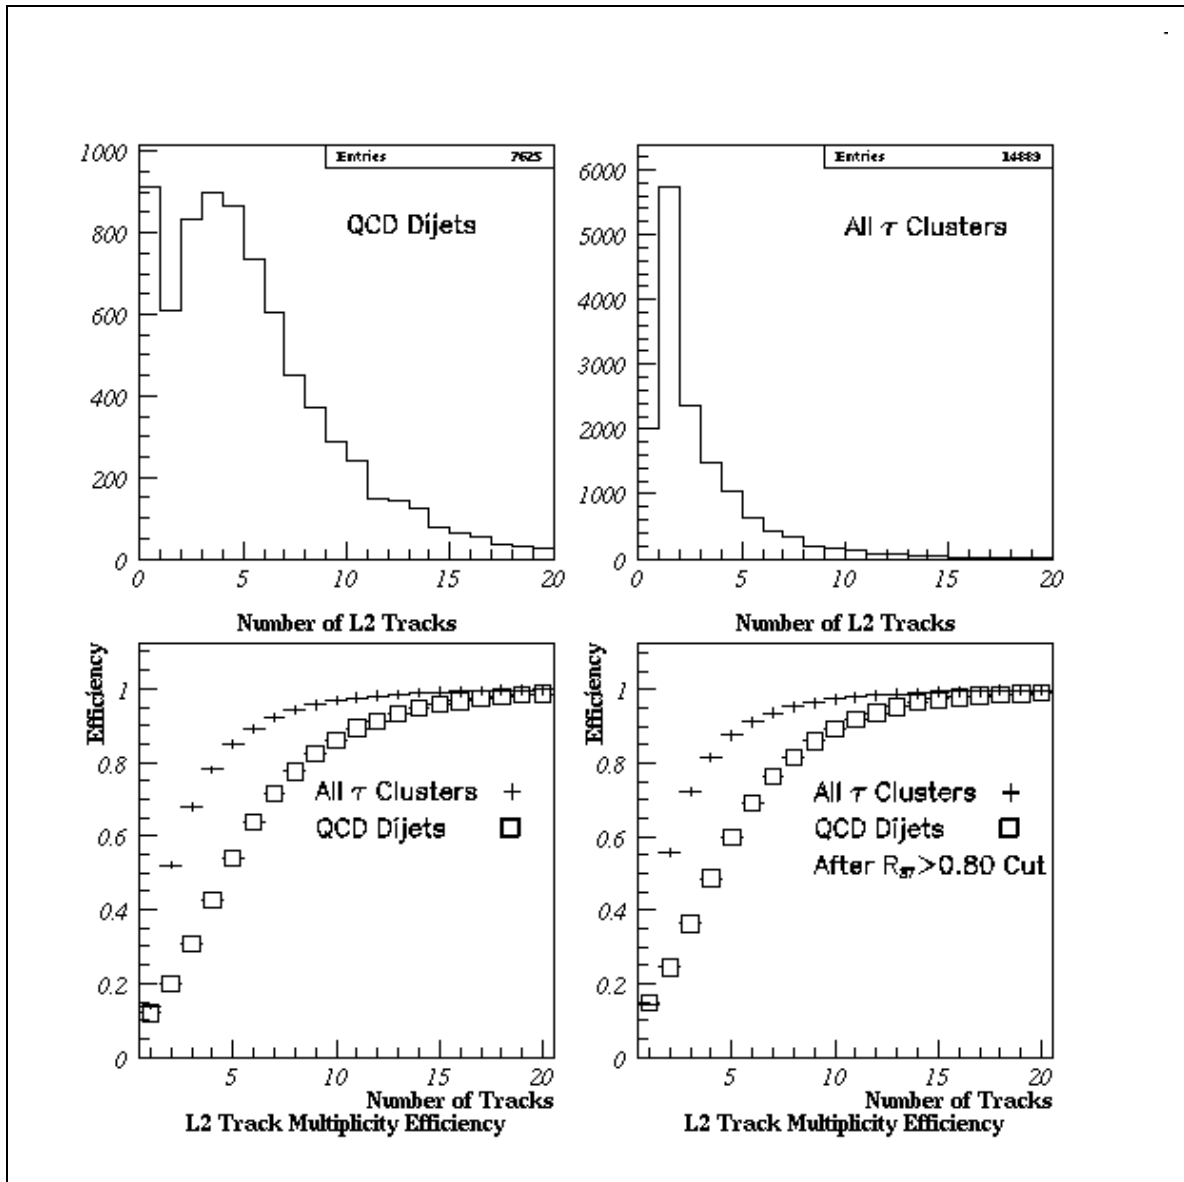 Entries 7625
QCD Dijets
1000
800
600
400
200
0
0 5 10 15 20
Number of L2 Tracks
Entries 14889
All τ Clusters
6000
5000
4000
3000
2000
1000
0
0 5 10 15 20
Number of L2 Tracks
Efficiency
1
0.8
0.6
0.4
0.2
0
All τ Clusters
QCD Dijets
5 10 15 20
Number of Tracks
L2 Track Multiplicity Efficiency
Efficiency
1
0.8
0.6
0.4
0.2
0
All τ Clusters
QCD Dijets
After R37>0.80 Cut
5 10 15 20
Number of Tracks
L2 Track Multiplicity Efficiency